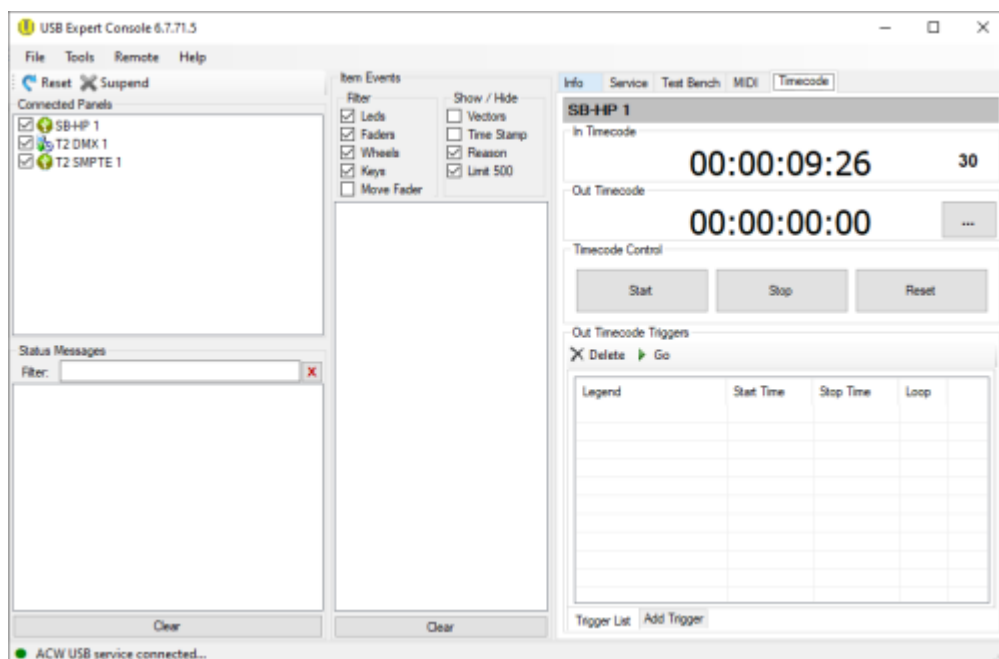 USB Expert Console 6.7.71.5
File Tools Remote Help
Reset Suspend
Connected Panels
SB-HP 1
T2 DMX 1
T2 SMPTE 1
Status Messages
Filter:
X
Clear
Item Events
Filter
Leds
Faders
Wheels
Keys
Move Fader
Show / Hide
Vectors
Time Stamp
Reason
Limit 500
Clear
Info Service Test Bench MIDI Timecode
SB-HP 1
In Timecode
00:00:09:26 30
Out Timecode
00:00:00:00 ...
Timecode Control
Start Stop Reset
Out Timecode Triggers
Delete Go
Legend Start Time Stop Time Loop
Trigger List Add Trigger
ACW USB service connected...